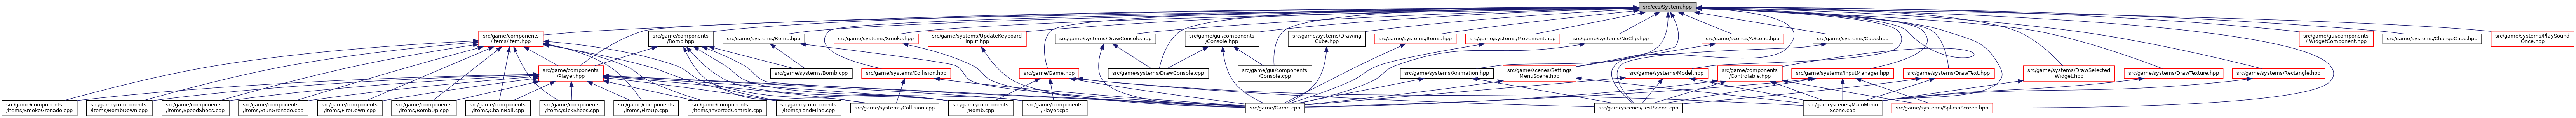 src/ecs/System.hpp
src/game/components
/items/Item.hpp
src/game/components
/Bomb.hpp
src/game/systems/Bomb.hpp
src/game/systems/Smoke.hpp
src/game/systems/UpdateKeyboard
Input.hpp
src/game/systems/DrawConsole.hpp
src/game/gui/components
/Console.hpp
src/game/systems/Drawing
Cube.hpp
src/game/systems/Items.hpp
src/game/systems/Movement.hpp
src/game/systems/NoClip.hpp
src/game/scenes/AScene.hpp
src/game/systems/Cube.hpp
src/game/gui/components
/IWidgetComponent.hpp
src/game/systems/ChangeCube.hpp
src/game/systems/PlaySound
Once.hpp
src/game/components
/Player.hpp
src/game/systems/Bomb.cpp
src/game/systems/Collision.hpp
src/game/Game.hpp
src/game/systems/DrawConsole.cpp
src/game/gui/components
/Console.cpp
src/game/systems/Animation.hpp
src/game/scenes/Settings
MenuScene.hpp
src/game/systems/Model.hpp
src/game/components
/Controlable.hpp
src/game/systems/InputManager.hpp
src/game/systems/DrawText.hpp
src/game/systems/DrawSelected
Widget.hpp
src/game/systems/DrawTexture.hpp
src/game/systems/Rectangle.hpp
src/game/components
/items/SmokeGrenade.cpp
src/game/components
/items/BombDown.cpp
src/game/components
/items/SpeedShoes.cpp
src/game/components
/items/StunGrenade.cpp
src/game/components
/items/FireDown.cpp
src/game/components
/items/BombUp.cpp
src/game/components
/items/ChainBall.cpp
src/game/components
/items/KickShoes.cpp
src/game/components
/items/FireUp.cpp
src/game/components
/items/InvertedControls.cpp
src/game/components
/items/LandMine.cpp
src/game/systems/Collision.cpp
src/game/components
/Bomb.cpp
src/game/components
/Player.cpp
src/game/Game.cpp
src/game/scenes/TestScene.cpp
src/game/scenes/MainMenu
Scene.cpp
src/game/systems/SplashScreen.hpp